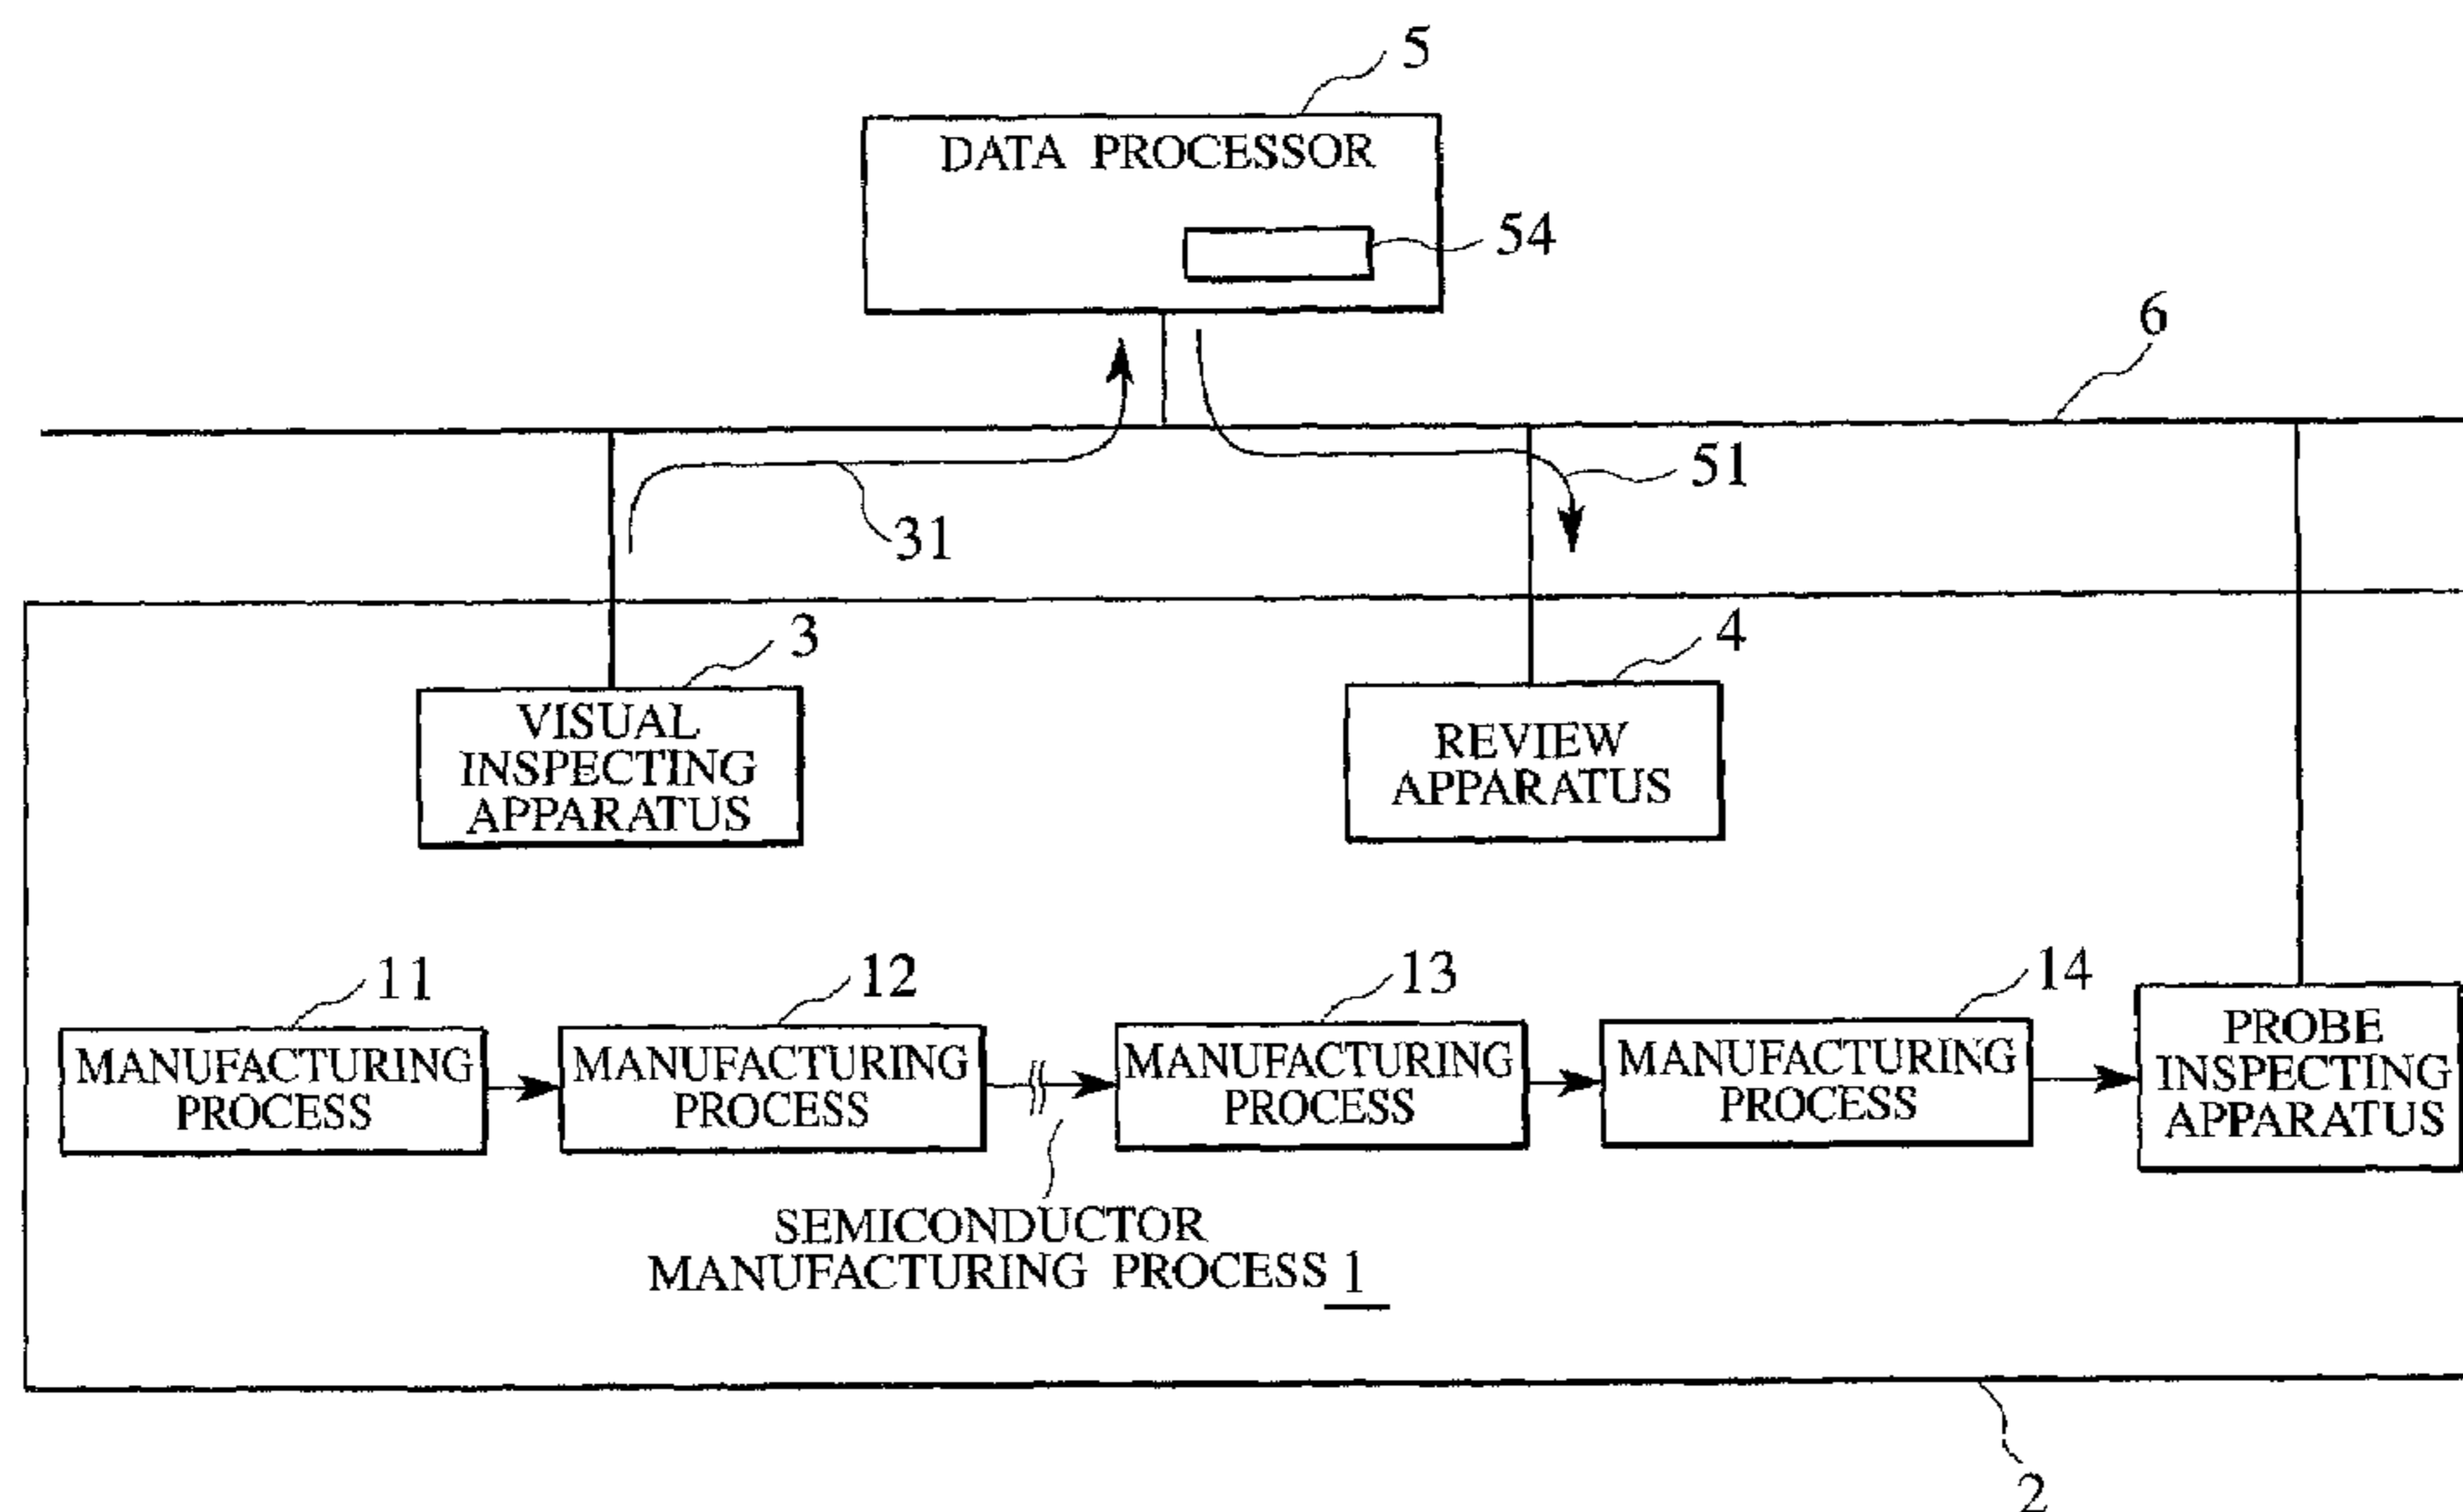 5
DATA PROCESSOR
54
6
51
31
3
4
VISUAL
INSPECTING
APPARATUS
REVIEW
APPARATUS
11
12
13
14
MANUFACTURING
PROCESS
MANUFACTURING
PROCESS
MANUFACTURING
PROCESS
MANUFACTURING
PROCESS
PROBE
INSPECTING
APPARATUS
SEMICONDUCTOR
MANUFACTURING PROCESS 1
2